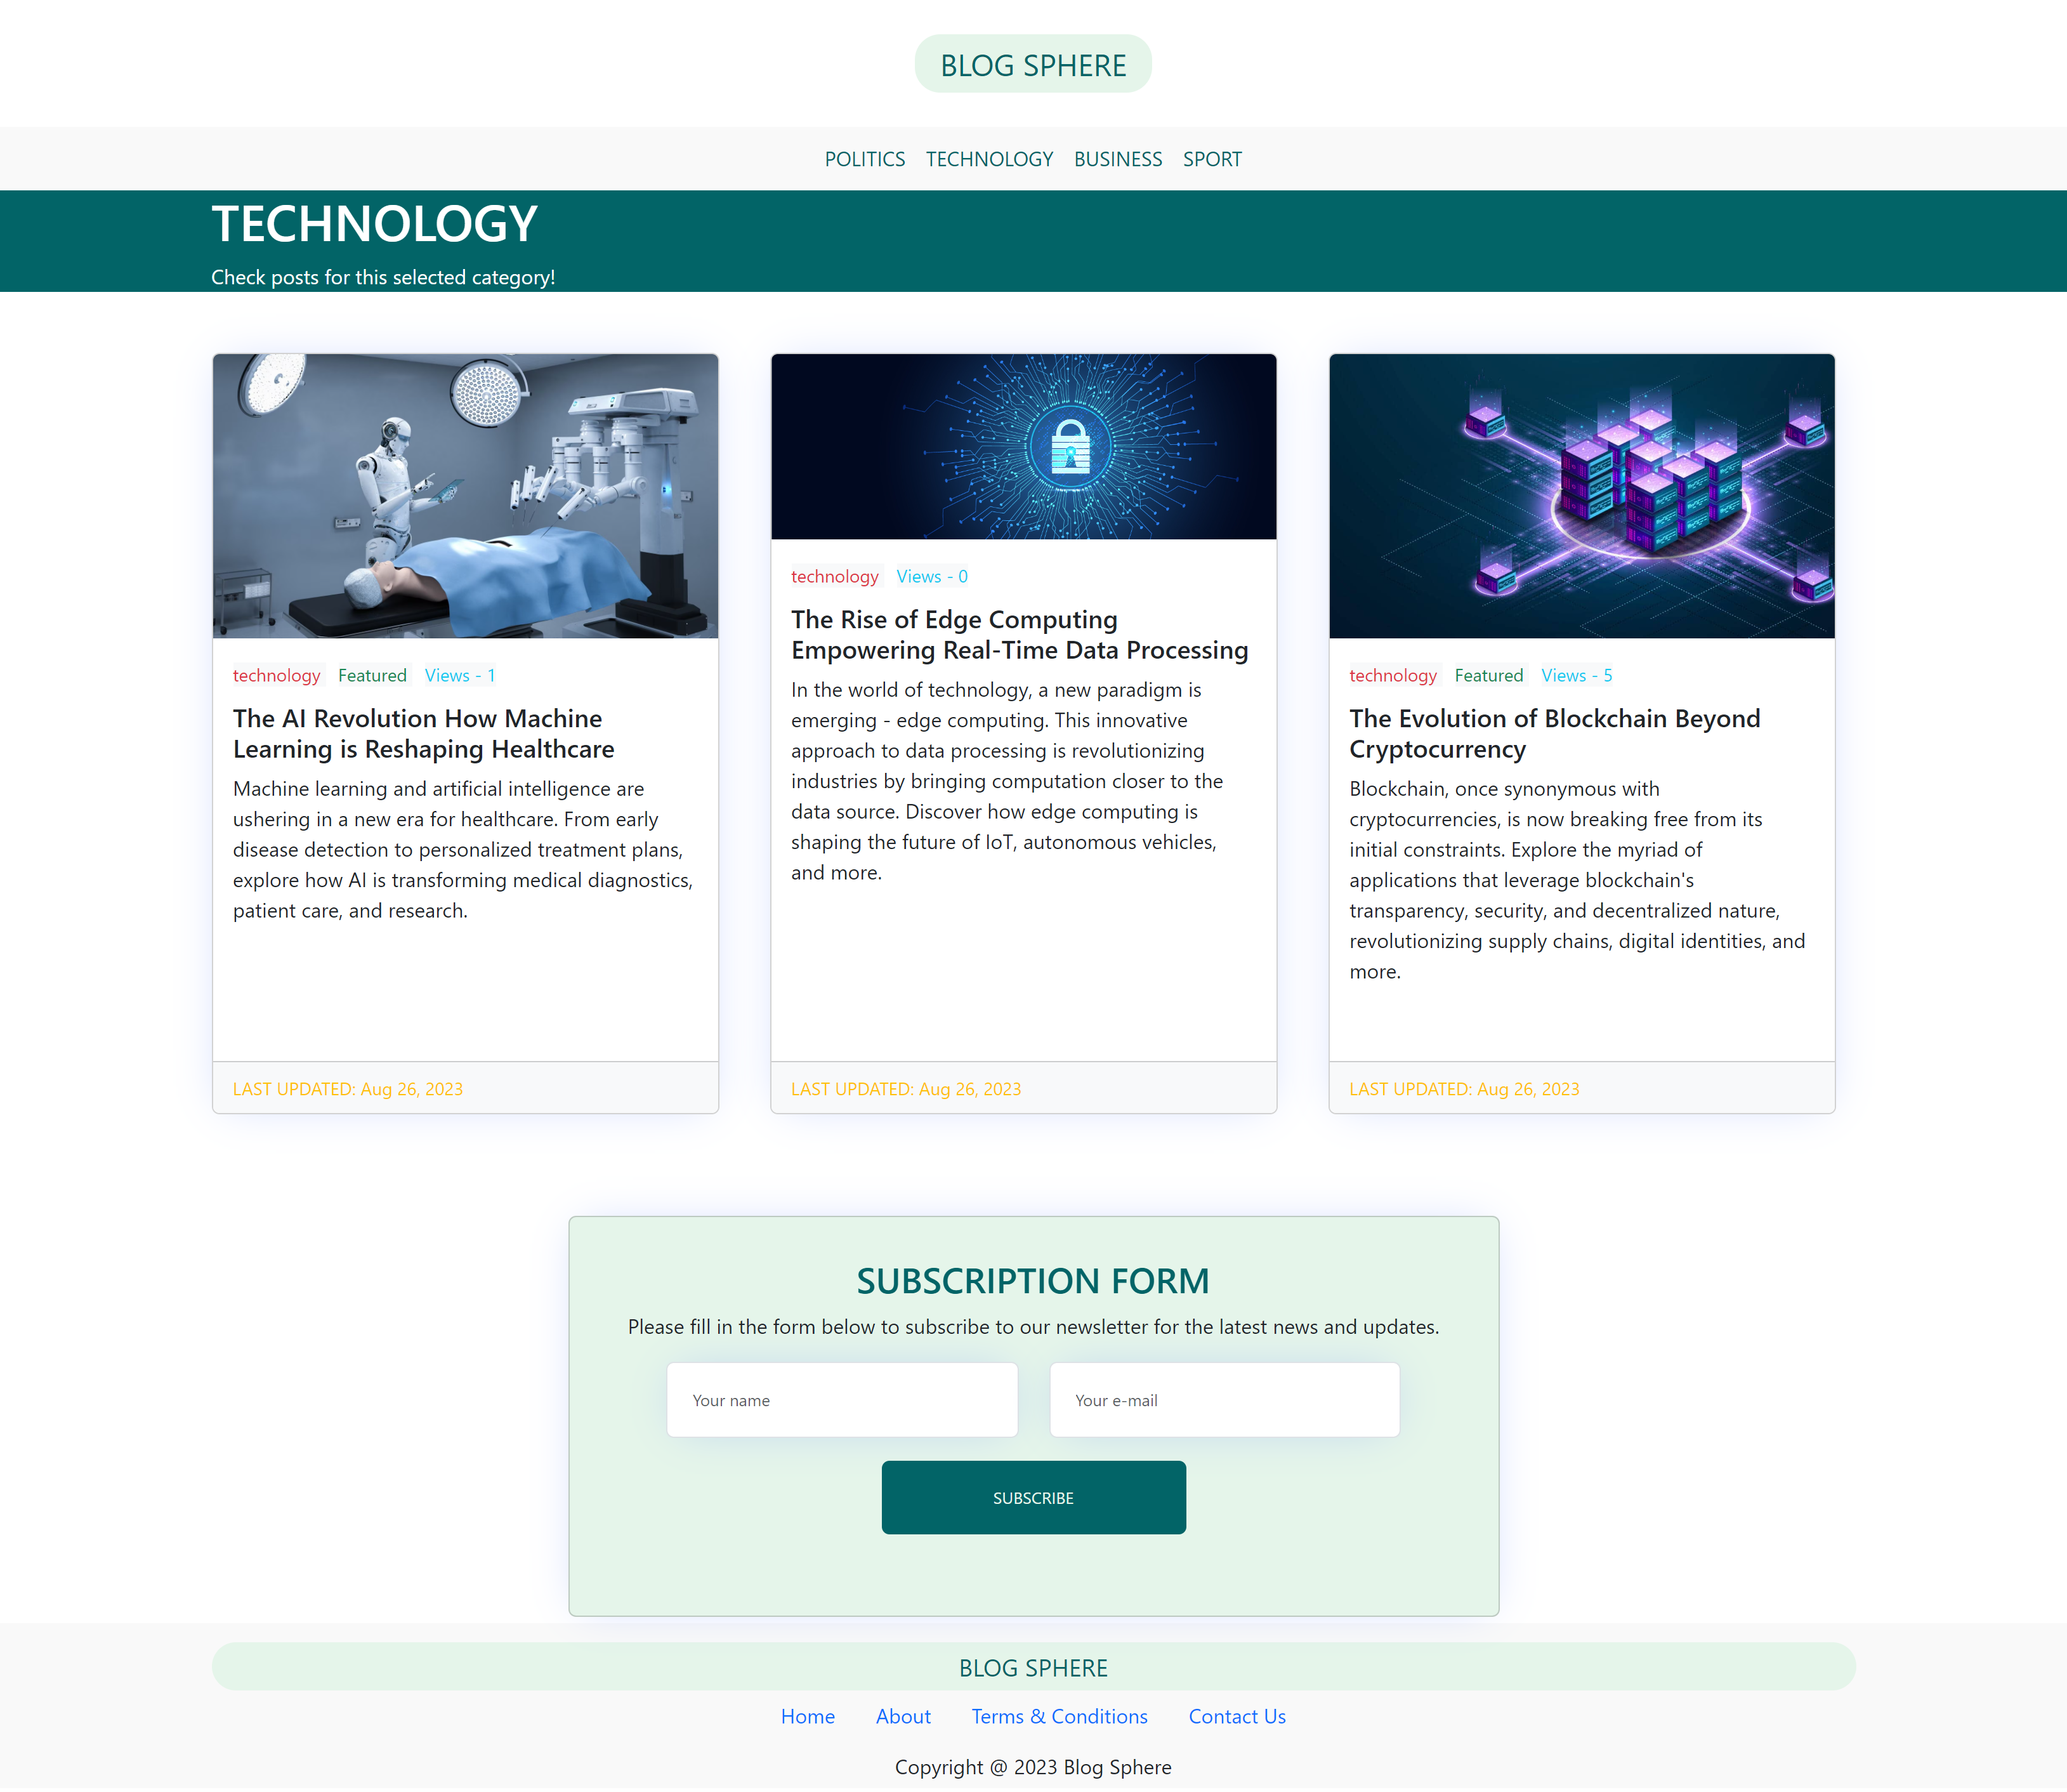 BLOG SPHERE
POLITICS TECHNOLOGY BUSINESS SPORT
TECHNOLOGY
Check posts for this selected category!
technology Featured Views - 1
The AI Revolution How Machine
Learning is Reshaping Healthcare
Machine learning and artificial intelligence are
ushering in a new era for healthcare. From early
disease detection to personalized treatment plans,
explore how AI is transforming medical diagnostics,
patient care, and research.
LAST UPDATED: Aug 26, 2023
technology Views - 0
The Rise of Edge Computing
Empowering Real-Time Data Processing
In the world of technology, a new paradigm is
emerging - edge computing. This innovative
approach to data processing is revolutionizing
industries by bringing computation closer to the
data source. Discover how edge computing is
shaping the future of IoT, autonomous vehicles,
and more.
LAST UPDATED: Aug 26, 2023
technology Featured Views - 5
The Evolution of Blockchain Beyond
Cryptocurrency
Blockchain, once synonymous with
cryptocurrencies, is now breaking free from its
initial constraints. Explore the myriad of
applications that leverage blockchain's
transparency, security, and decentralized nature,
revolutionizing supply chains, digital identities, and
more.
LAST UPDATED: Aug 26, 2023
SUBSCRIPTION FORM
Please fill in the form below to subscribe to our newsletter for the latest news and updates.
Your name
Your e-mail
SUBSCRIBE
BLOG SPHERE
Home About Terms & Conditions Contact Us
Copyright @ 2023 Blog Sphere